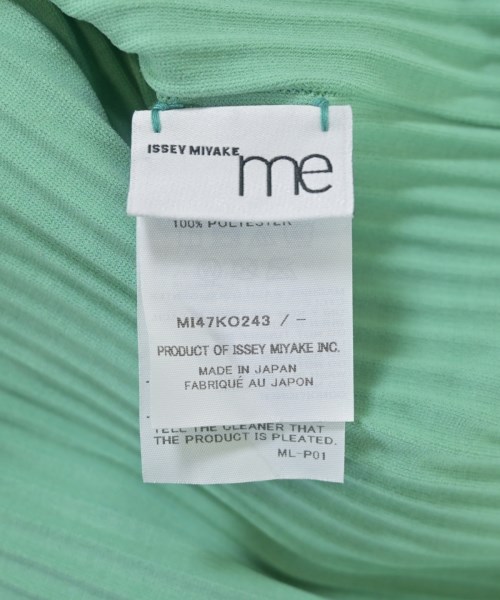 ISSEY MIYAKE me
100% POLYESTER
MI47KO243 / -
PRODUCT OF ISSEY MIYAKE INC.
MADE IN JAPAN
FABRIQUÉ AU JAPON
TELL THE CLEANER THAT
THE PRODUCT IS PLEATED.
ML-P01